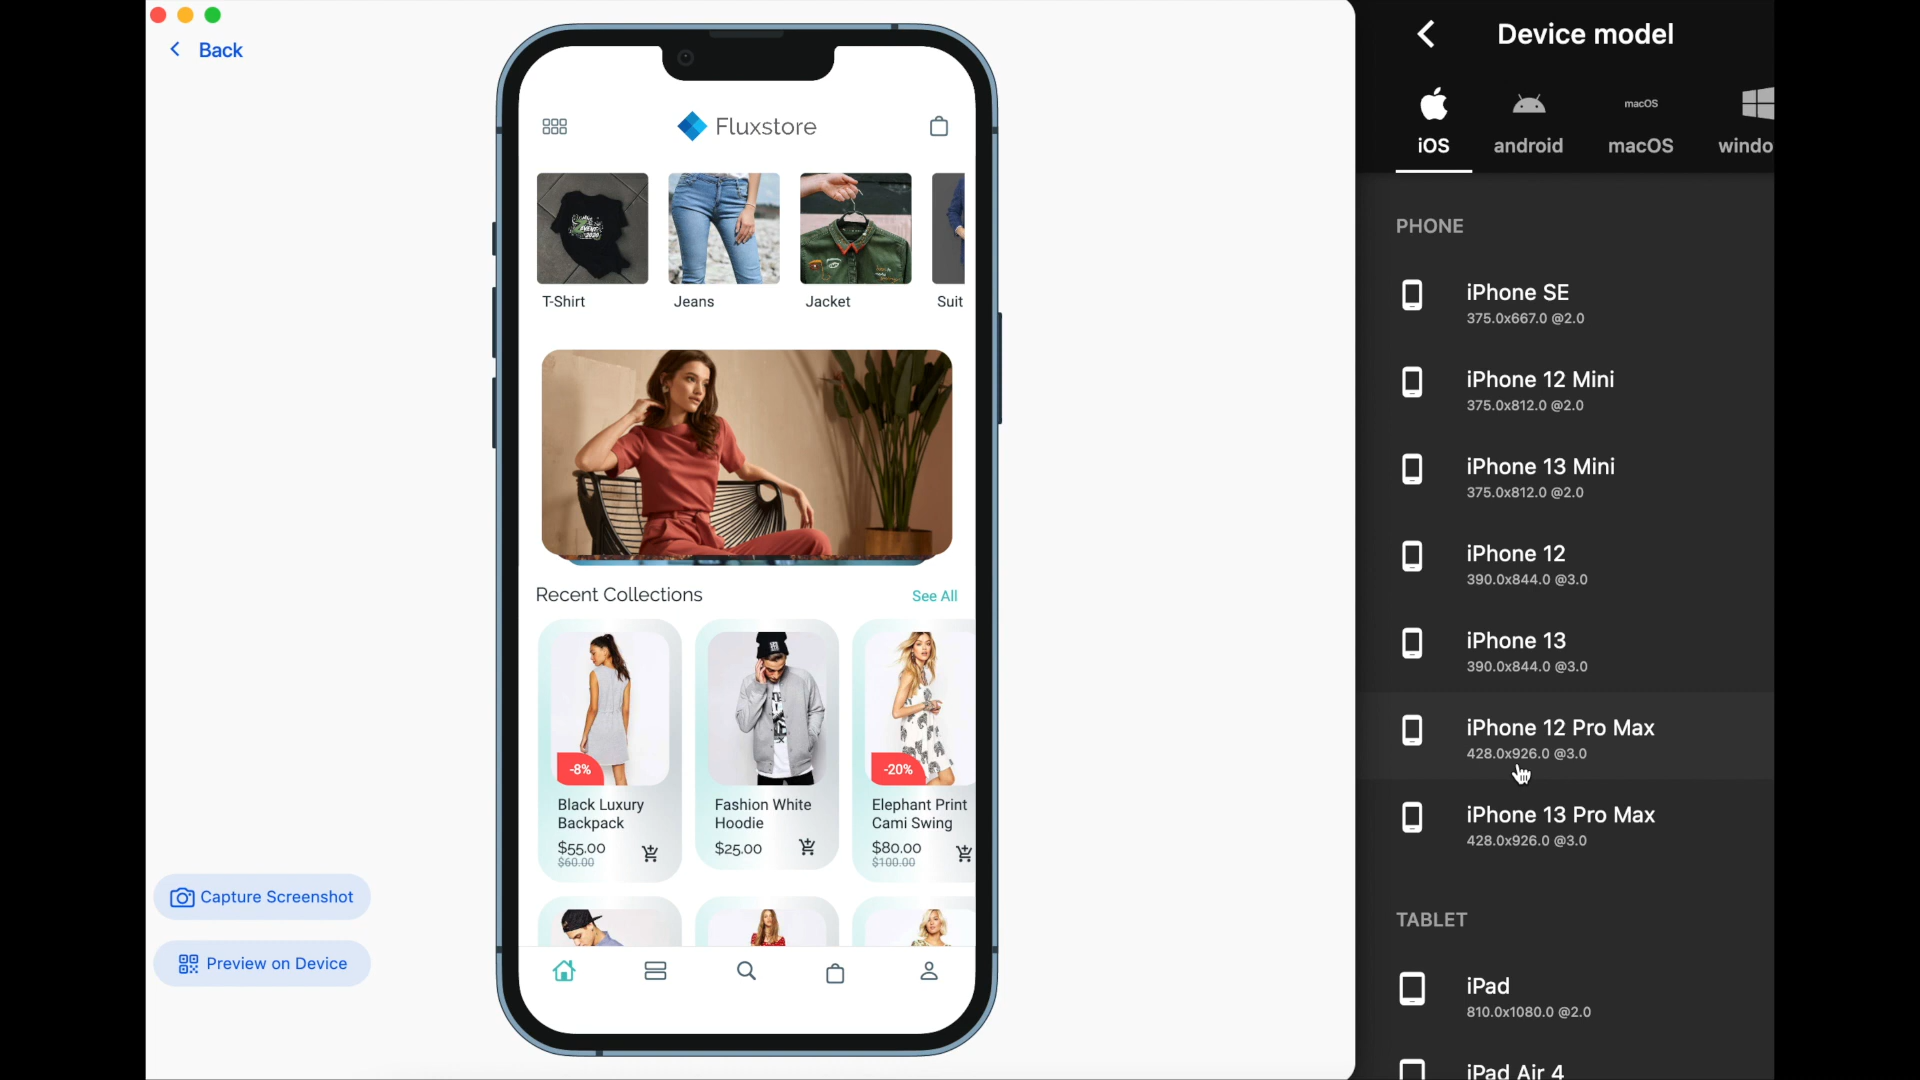 Back
Fluxstore
T-Shirt
Jeans
Jacket
Suit
Recent Collections
See All
-8%
-20%
Black Luxury
Backpack
$55.00
$60.00
Fashion White
Hoodie
$25.00
Elephant Print
Cami Swing
$80.00
$100.00
Capture Screenshot
Preview on Device
Device model
macOS
iOS
android
macOS
windo
PHONE
iPhone SE
375.0x667.0 @2.0
iPhone 12 Mini
375.0x812.0 @2.0
iPhone 13 Mini
375.0x812.0 @2.0
iPhone 12
390.0x844.0 @3.0
iPhone 13
390.0x844.0 @3.0
iPhone 12 Pro Max
428.0x926.0 @3.0
iPhone 13 Pro Max
428.0x926.0 @3.0
TABLET
iPad
810.0x1080.0 @2.0
iPad Air 4